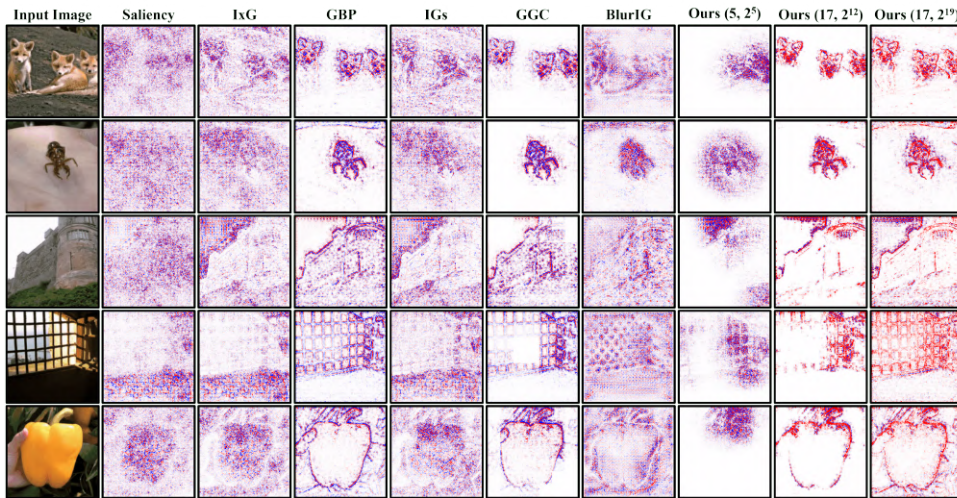 Input Image Saliency IxG GBP IGs GGC BlurIG Ours (5, 2⁵) Ours (17, 2¹²) Ours (17, 2¹⁹)